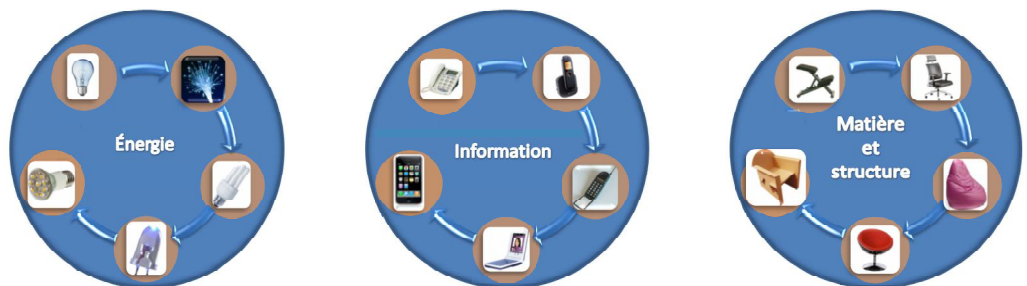 Énergie
Information
Matière
et
structure